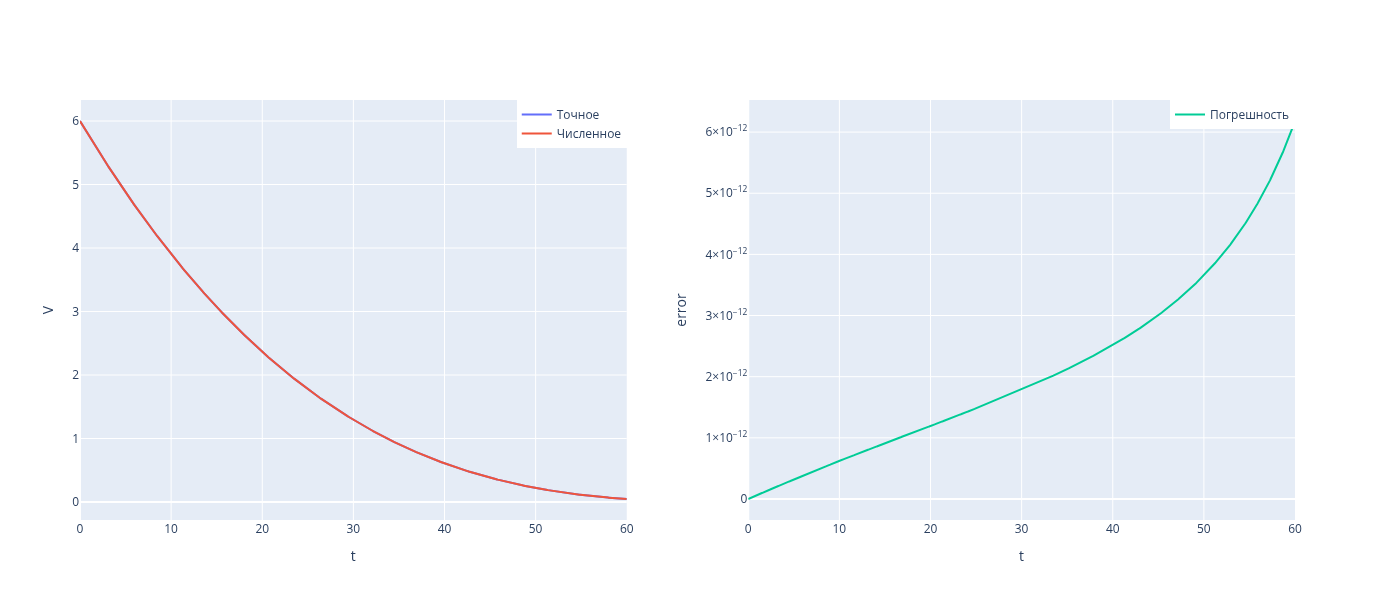 Точное
Численное
6
5
4
3
2
1
0
V
0 10 20 30 40 50 60
t
Погрешность
6×10⁻¹²
5×10⁻¹²
4×10⁻¹²
3×10⁻¹²
2×10⁻¹²
1×10⁻¹²
0
error
0 10 20 30 40 50 60
t